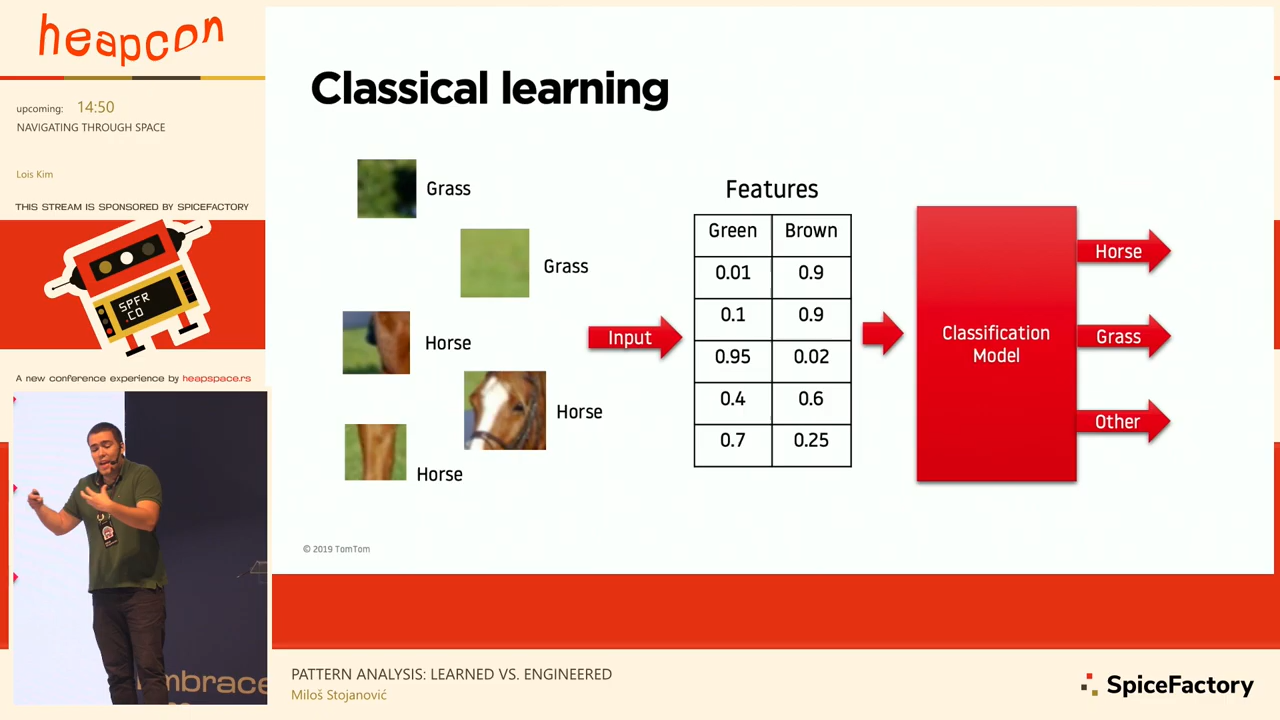 heapcon
upcoming: 14:50
NAVIGATING THROUGH SPACE
Lois Kim
THIS STREAM IS SPONSORED BY SPICEFACTORY
SPFR
.CO
A new conference experience by heapspace.rs
Classical learning
Grass
Grass
Horse
Horse
Horse
Input
Features
Green Brown
0.01 0.9
0.1 0.9
0.95 0.02
0.4 0.6
0.7 0.25
Classification
Model
Horse
Grass
Other
© 2019 TomTom
PATTERN ANALYSIS: LEARNED VS. ENGINEERED
Miloš Stojanović
SpiceFactory